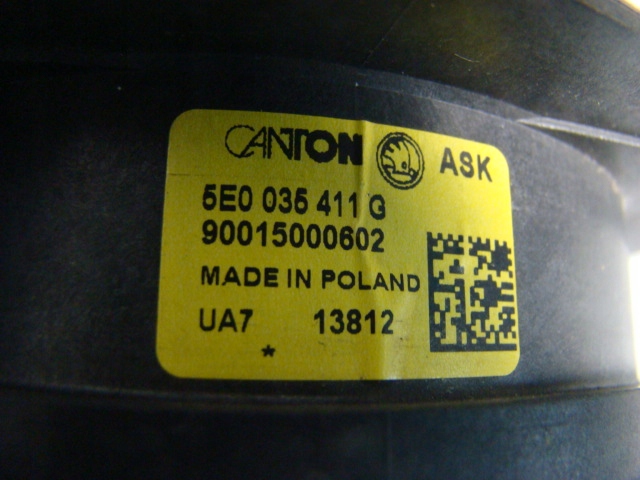 CANTON ASK
5E0 035 411 G
90015000602
MADE IN POLAND
UA7 13812
*